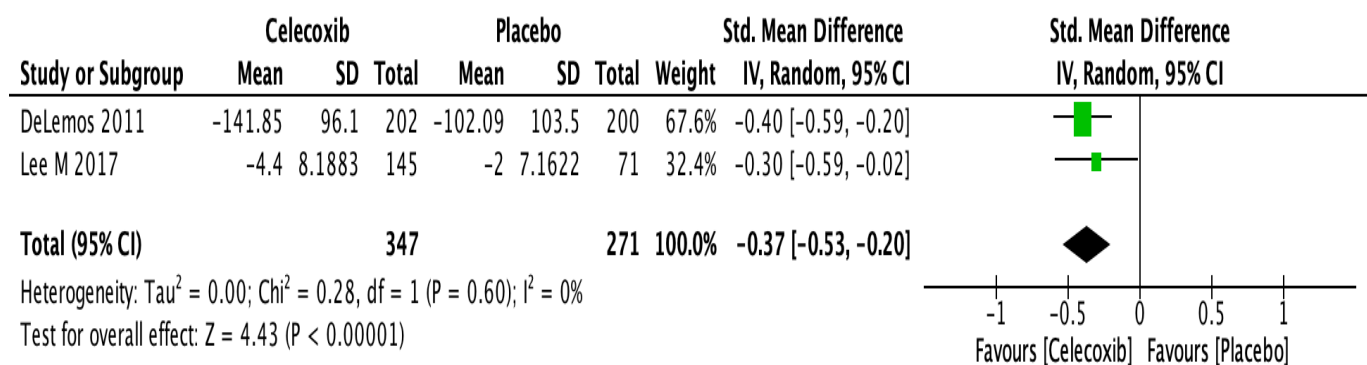 Celecoxib Placebo Std. Mean Difference Std. Mean Difference
Study or Subgroup Mean SD Total Mean SD Total Weight IV, Random, 95% CI IV, Random, 95% CI
DeLemos 2011 −141.85 96.1 202 −102.09 103.5 200 67.6% −0.40 [−0.59, −0.20]
Lee M 2017 −4.4 8.1883 145 −2 7.1622 71 32.4% −0.30 [−0.59, −0.02]
Total (95% CI) 347 271 100.0% −0.37 [−0.53, −0.20]
Heterogeneity: Tau² = 0.00; Chi² = 0.28, df = 1 (P = 0.60); I² = 0%
Test for overall effect: Z = 4.43 (P < 0.00001)
−1 −0.5 0 0.5 1
Favours [Celecoxib] Favours [Placebo]